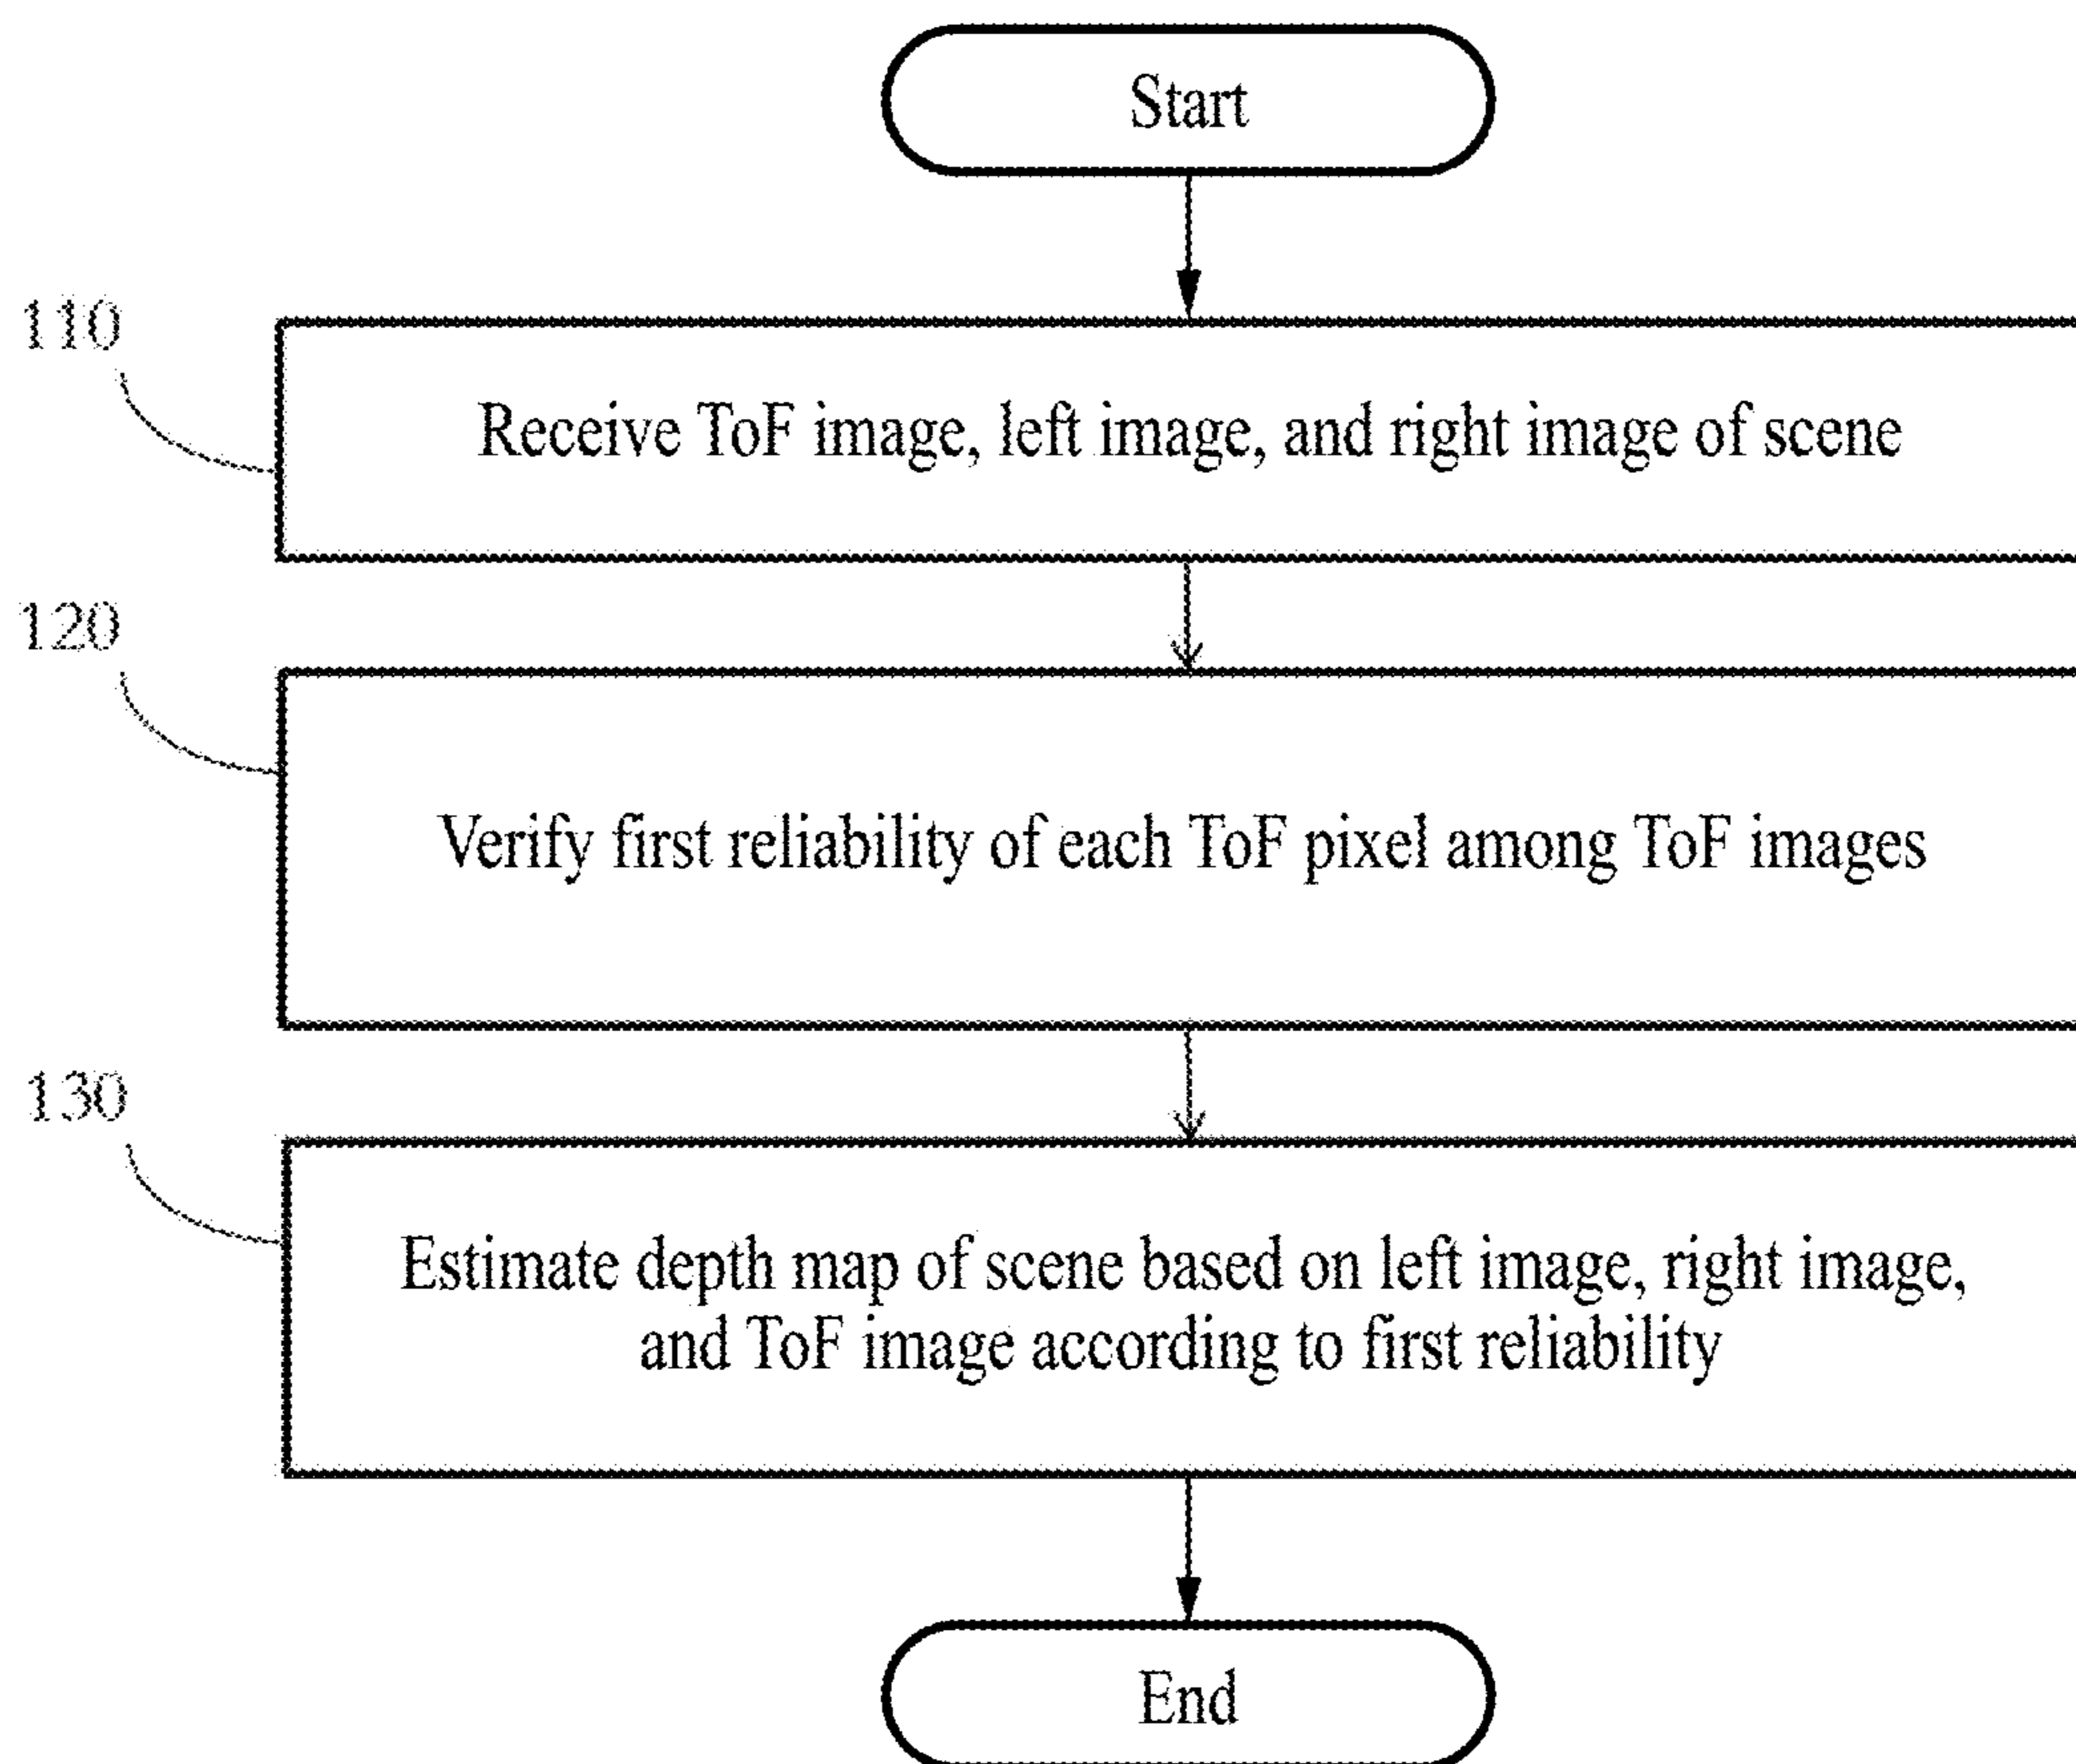 Start
110
Receive ToF image, left image, and right image of scene
120
Verify first reliability of each ToF pixel among ToF images
130
Estimate depth map of scene based on left image, right image,
and ToF image according to first reliability
End